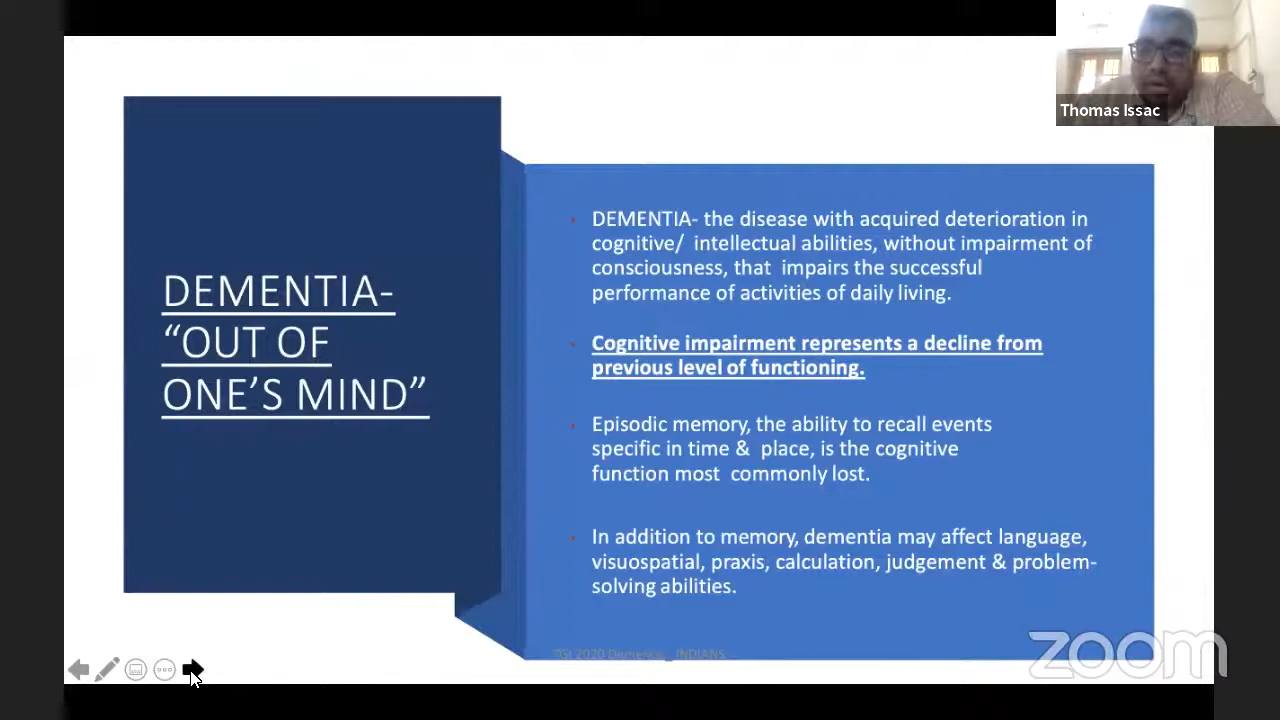 Thomas Issac
DEMENTIA-
“OUT OF
ONE’S MIND”
DEMENTIA- the disease with acquired deterioration in
cognitive/ intellectual abilities, without impairment of
consciousness, that impairs the successful
performance of activities of daily living.
Cognitive impairment represents a decline from
previous level of functioning.
Episodic memory, the ability to recall events
specific in time & place, is the cognitive
function most commonly lost.
In addition to memory, dementia may affect language,
visuospatial, praxis, calculation, judgement & problem-
solving abilities.
2020 INDIANS
zoom